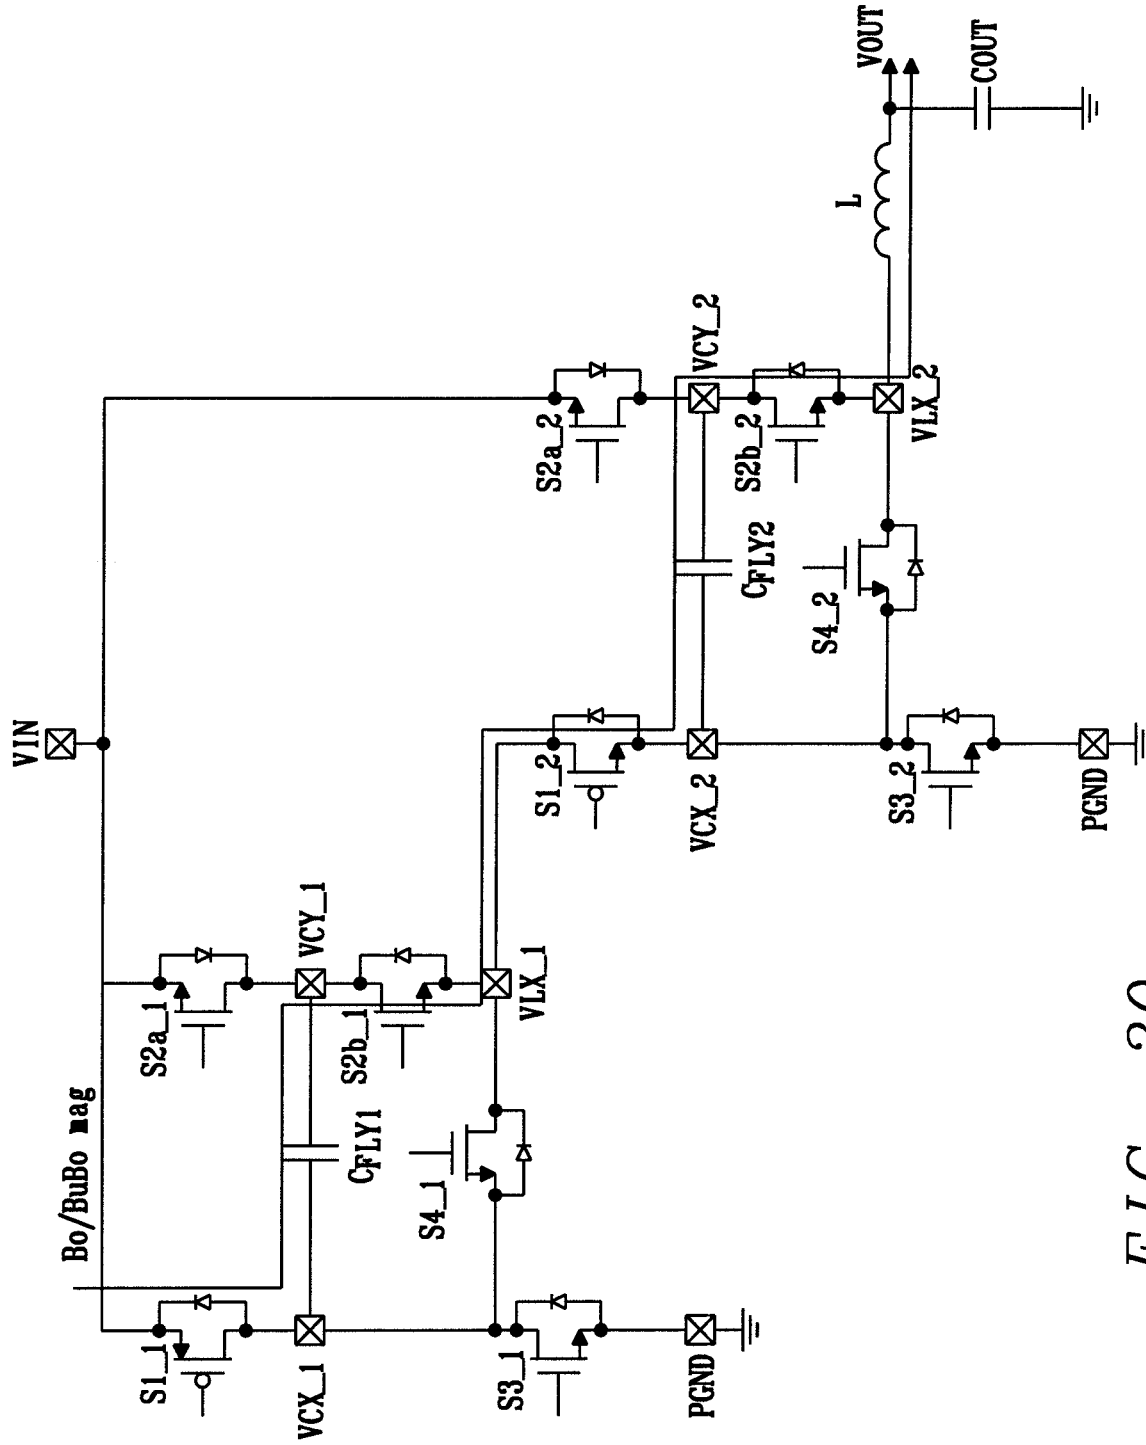 VIN
Bo/BuBo mag
S1_1
S2a_1
VCX_1
VCY_1
CFLY1
S2b_1
S4_1
VLX_1
S3_1
PGND
S2a_2
S1_2
VCX_2
VCY_2
CFLY2
S2b_2
S4_2
VLX_2
S3_2
PGND
L
VOUT
COUT